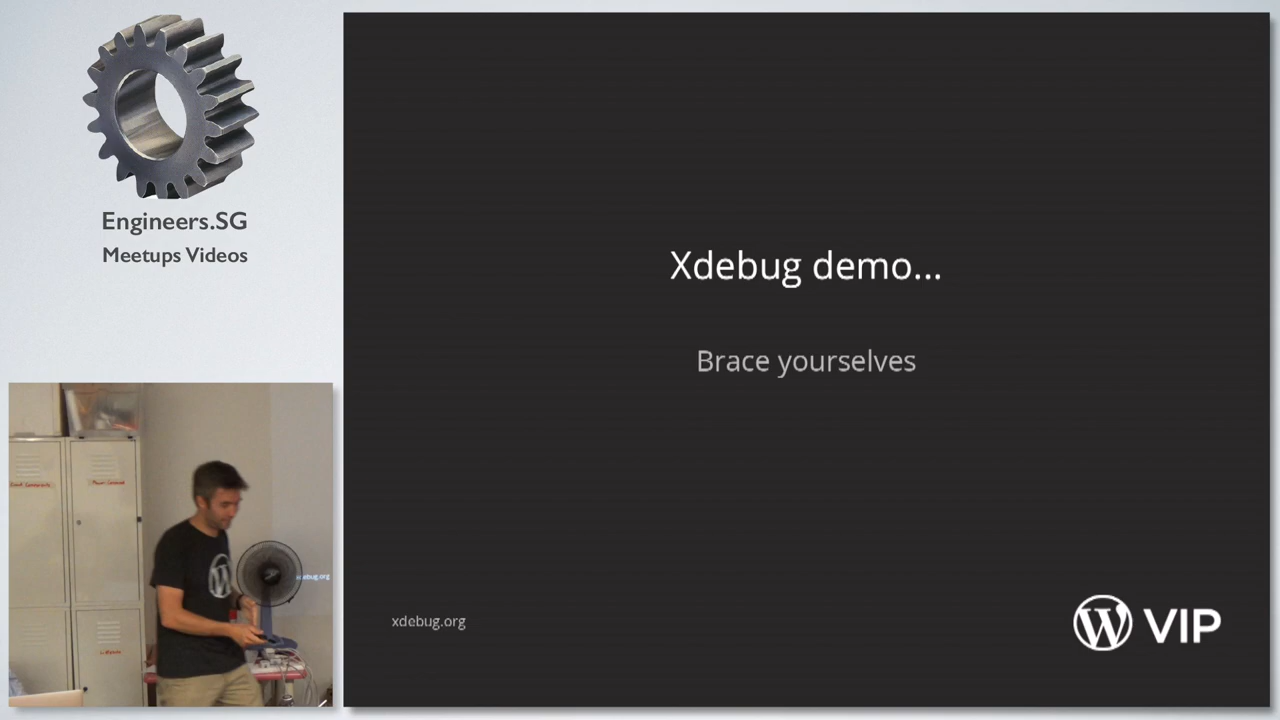 Engineers.SG
Meetups Videos
Xdebug demo...
Brace yourselves
xdebug.org
VIP